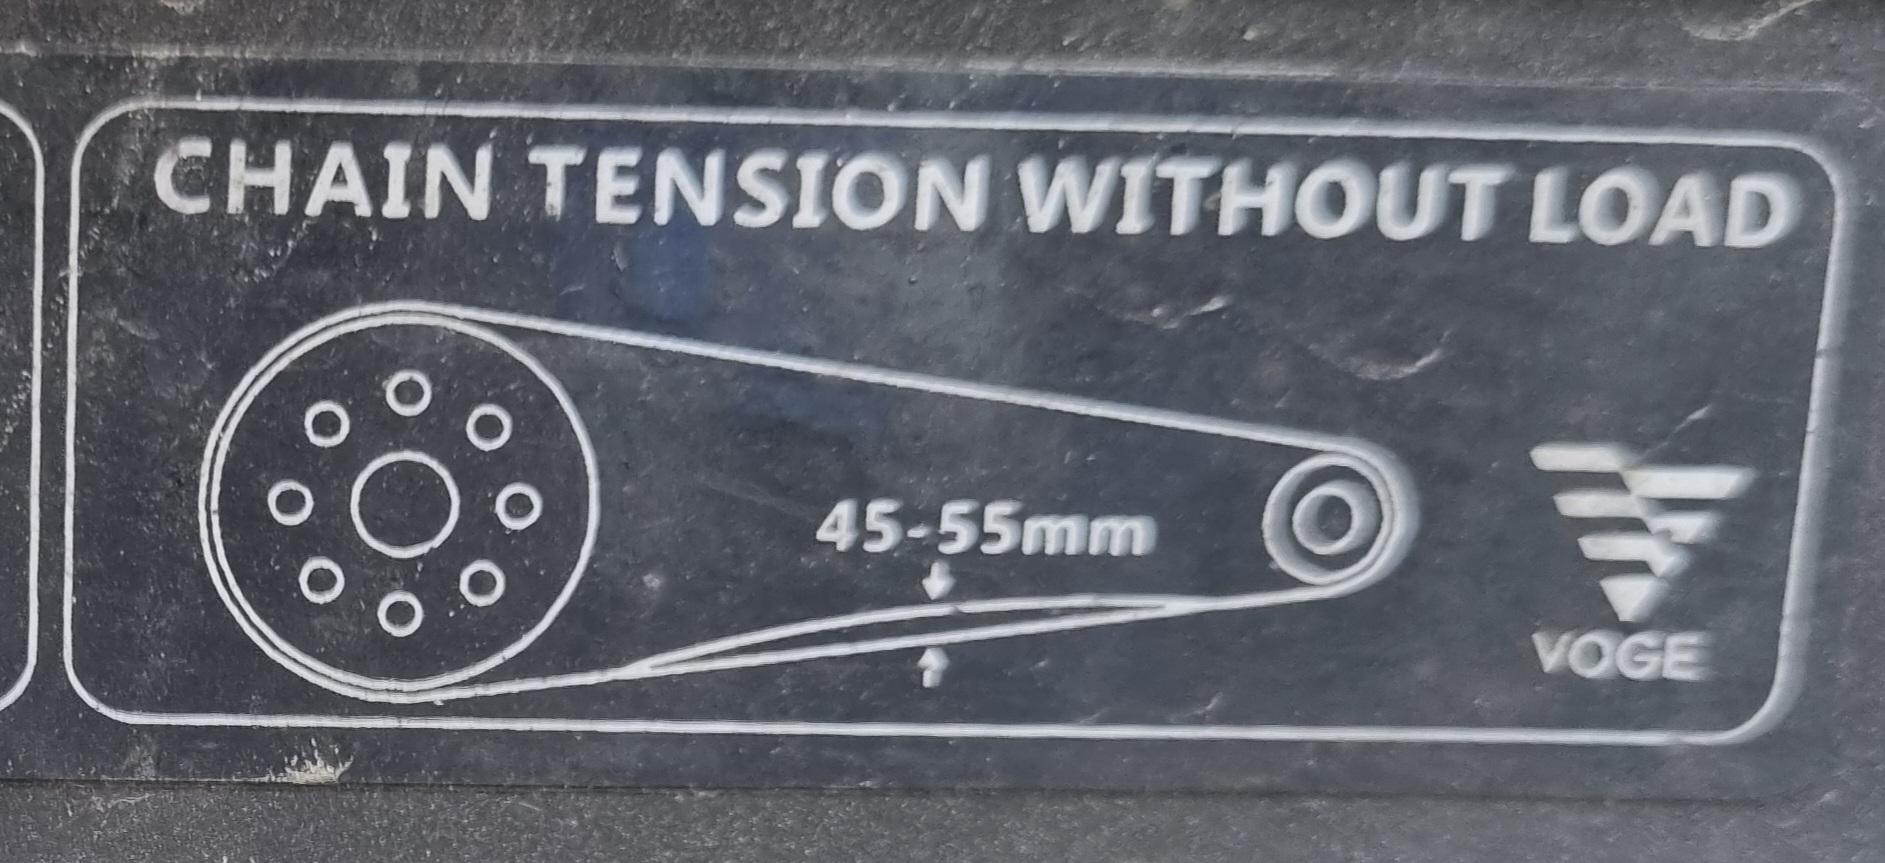 CHAIN TENSION WITHOUT LOAD
45-55mm
VOGE